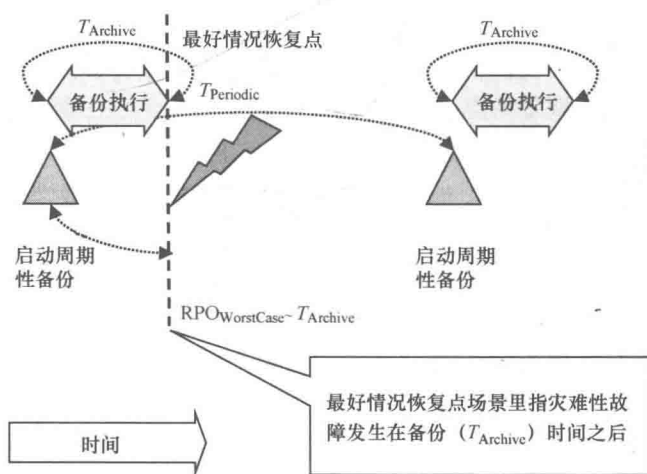 T_Archive
最好情况恢复点
T_Archive
备份执行
T_Periodic
备份执行
启动周期
性备份
启动周期
性备份
RPO_WorstCase~ T_Archive
最好情况恢复点场景里指灾难性故
障发生在备份（T_Archive）时间之后
时间